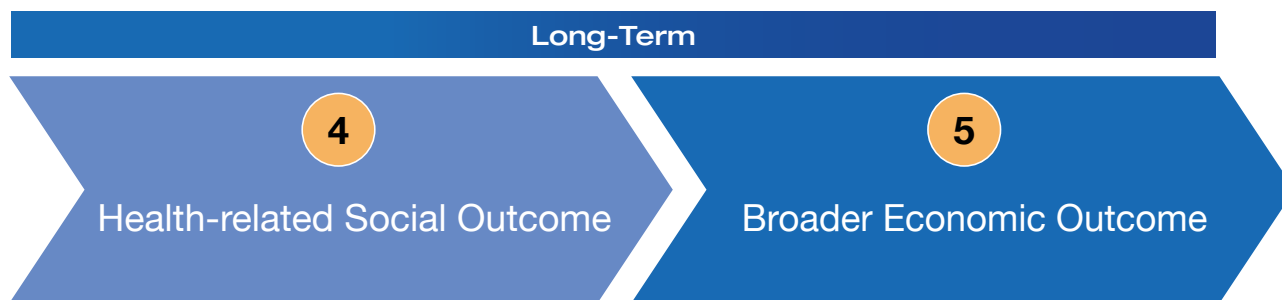 Long-Term
4
Health-related Social Outcome
5
Broader Economic Outcome